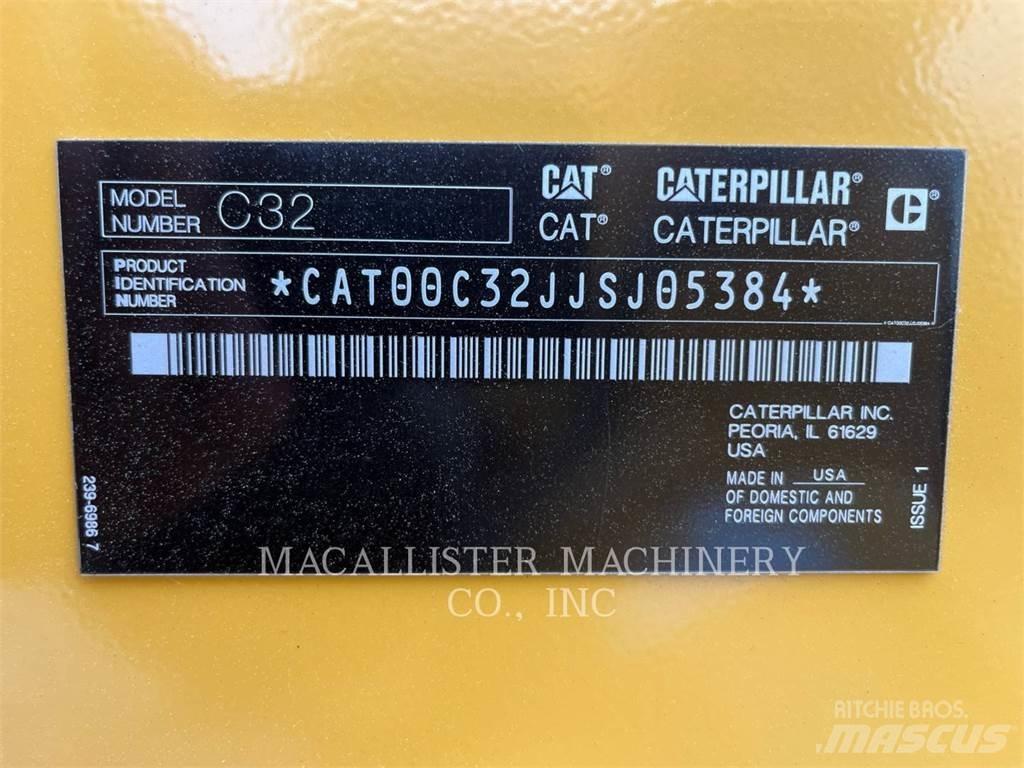 MODEL
NUMBER C32
CAT® CATERPILLAR® C®
CAT® CATERPILLAR®
PRODUCT
IDENTIFICATION
NUMBER
*CAT00C32JJSJ05384*
CATERPILLAR INC.
PEORIA, IL 61629
USA
MADE IN USA
OF DOMESTIC AND
FOREIGN COMPONENTS
ISSUE 1
239-6986 7
MACALLISTER MACHINERY
CO., INC
RITCHIE BROS.
MASCUS